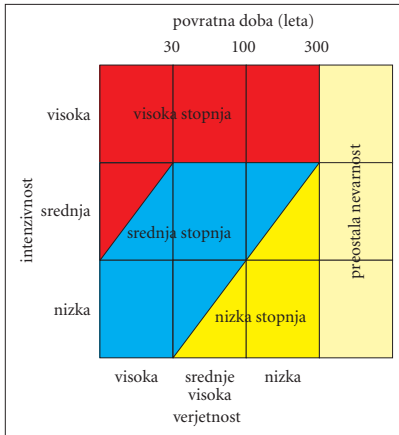 povratna doba (leta)
30 100 300
visoka
visoka stopnja
intenzivnost
srednja
srednja stopnja
preostala nevarnost
nizka
nizka stopnja
visoka srednje nizka
visoka
verjetnost